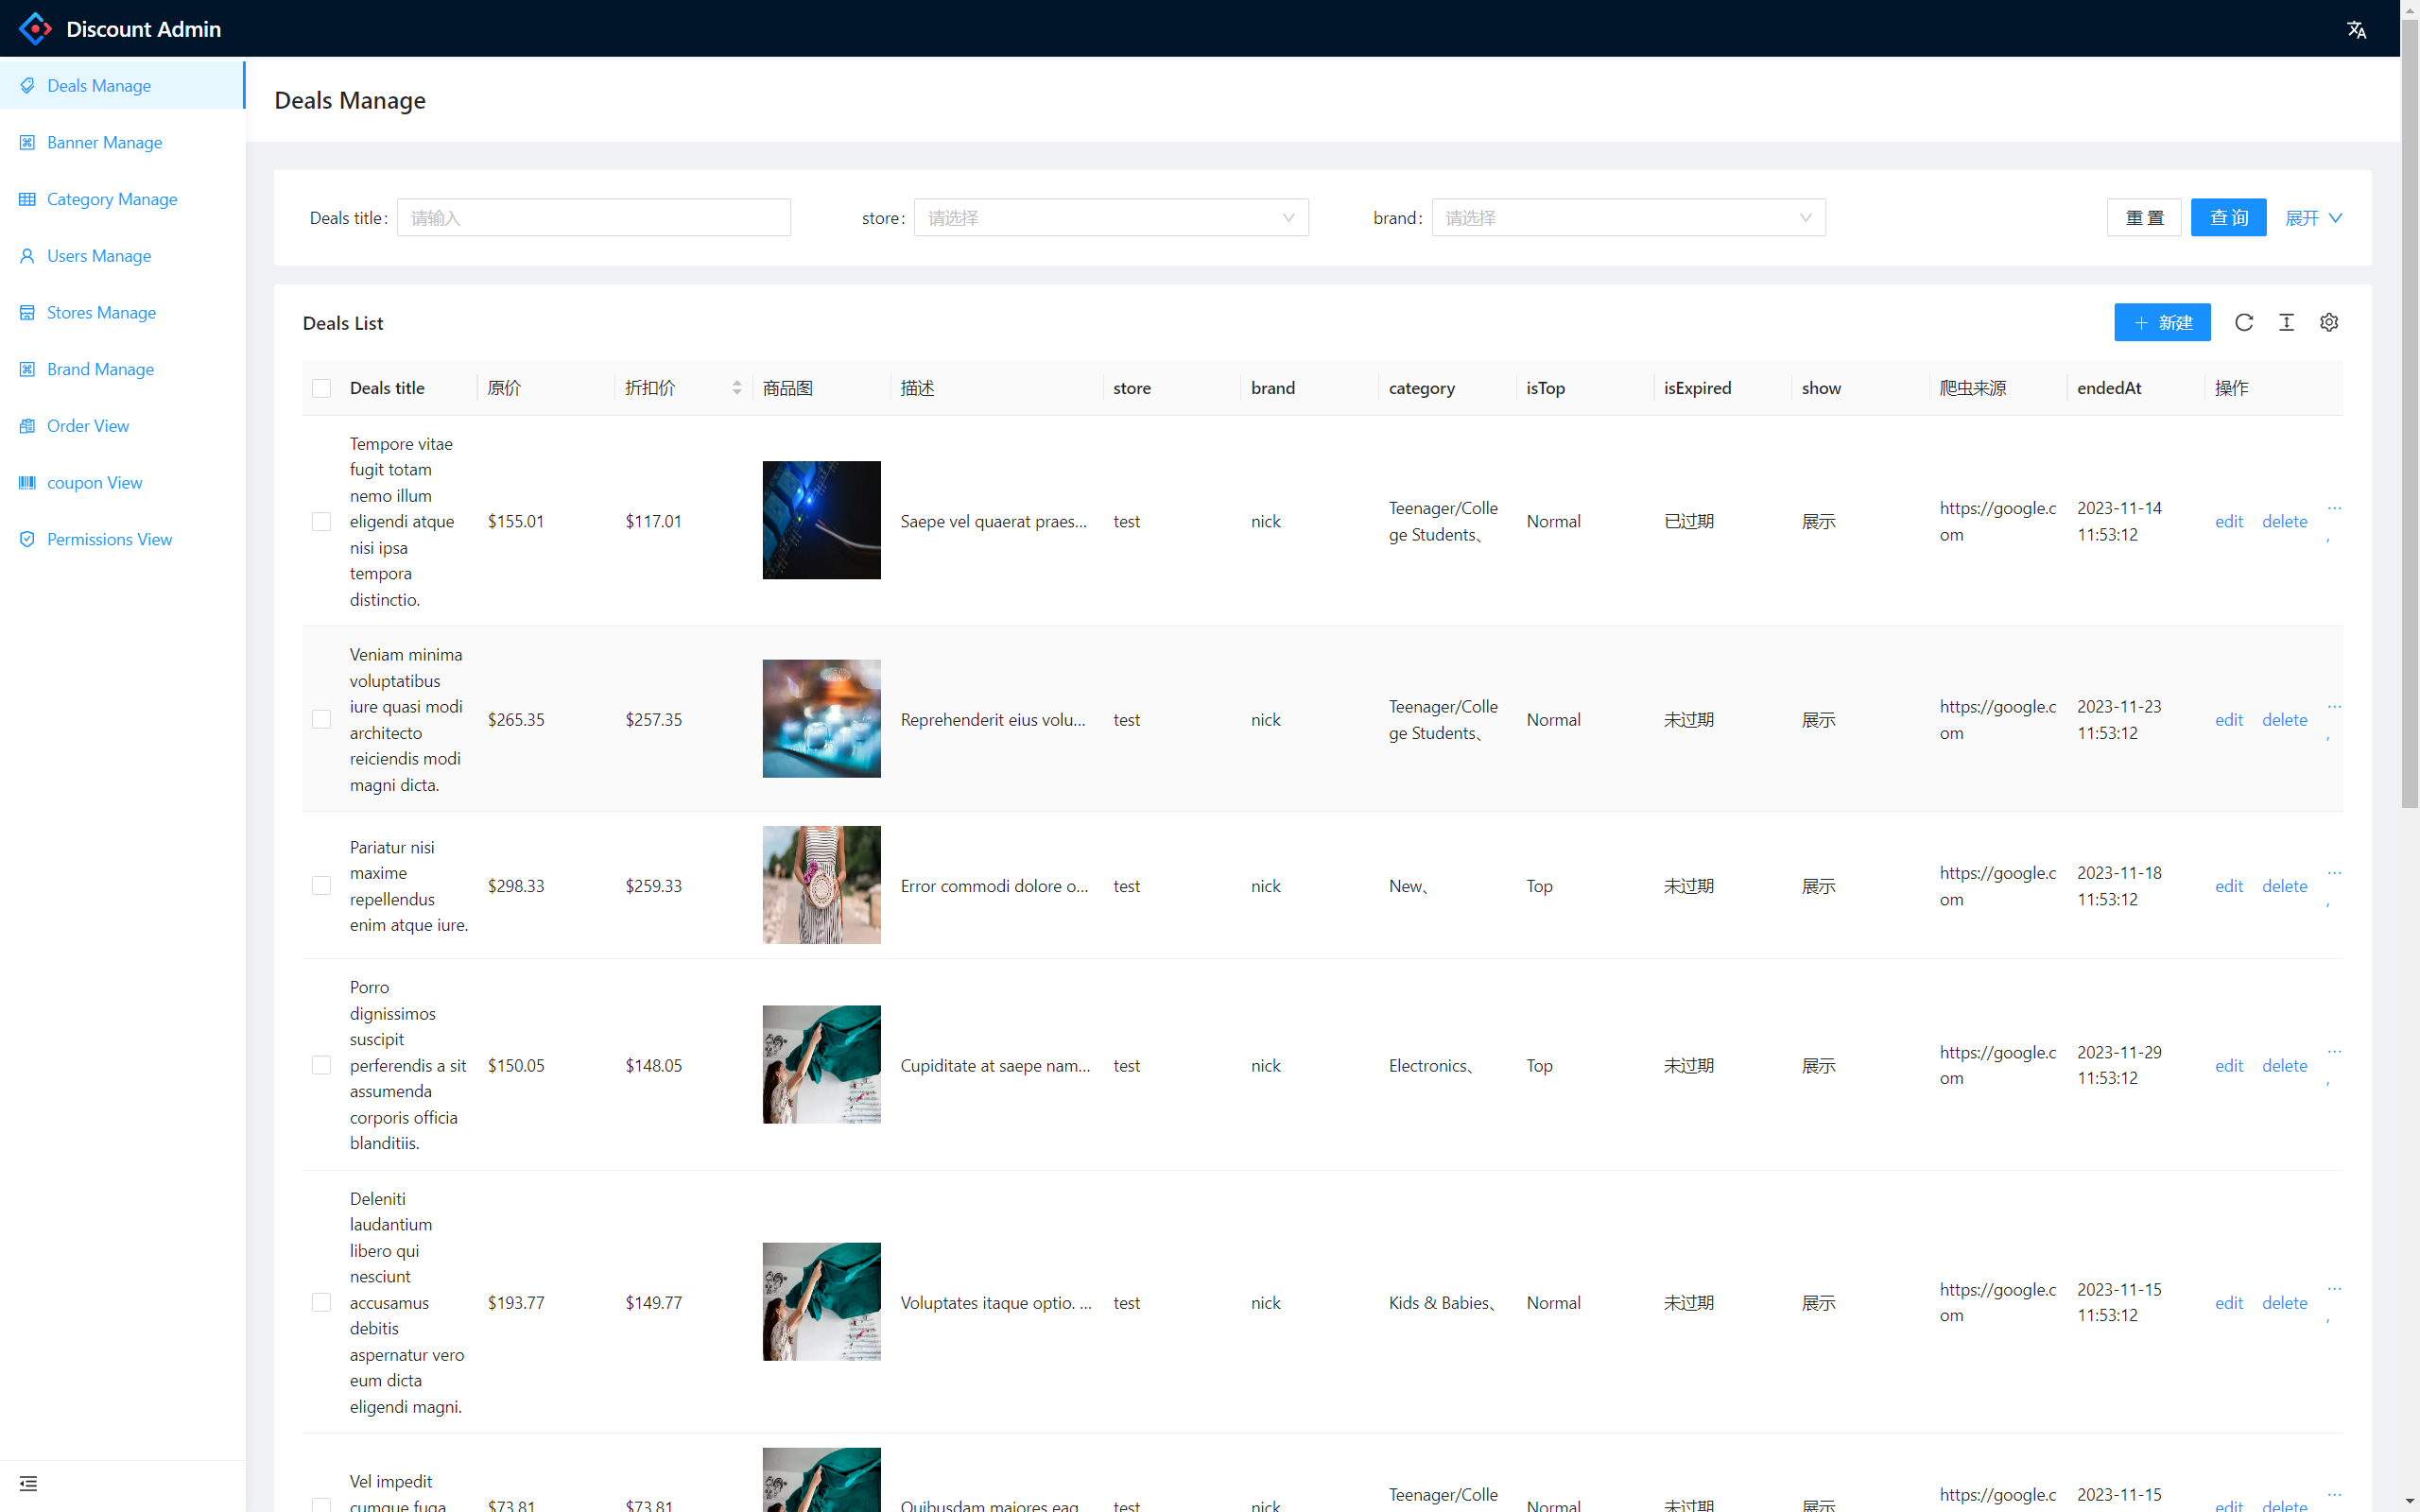 Discount Admin
Deals Manage
Banner Manage
Category Manage
Users Manage
Stores Manage
Brand Manage
Order View
coupon View
Permissions View
Deals Manage
Deals title: 请输入 store: 请选择 brand: 请选择 重 置 查 询 展开
Deals List 新建
Deals title 原价 折扣价 商品图 描述 store brand category isTop isExpired show 爬虫来源 endedAt 操作
Tempore vitae
fugit totam
nemo illum
eligendi atque
nisi ipsa
tempora
distinctio.
$155.01 $117.01 Saepe vel quaerat praes... test nick
Teenager/Colle
ge Students、
Normal 已过期 展示
https://google.c
om
2023-11-14
11:53:12
edit delete ...
,
Veniam minima
voluptatibus
iure quasi modi
architecto
reiciendis modi
magni dicta.
$265.35 $257.35 Reprehenderit eius volu... test nick
Teenager/Colle
ge Students、
Normal 未过期 展示
https://google.c
om
2023-11-23
11:53:12
edit delete ...
,
Pariatur nisi
maxime
repellendus
enim atque iure.
$298.33 $259.33 Error commodi dolore o... test nick New、 Top 未过期 展示
https://google.c
om
2023-11-18
11:53:12
edit delete ...
,
Porro
dignissimos
suscipit
perferendis a sit
assumenda
corporis officia
blanditiis.
$150.05 $148.05 Cupiditate at saepe nam... test nick Electronics、 Top 未过期 展示
https://google.c
om
2023-11-29
11:53:12
edit delete ...
,
Deleniti
laudantium
libero qui
nesciunt
accusamus
debitis
aspernatur vero
eum dicta
eligendi magni.
$193.77 $149.77 Voluptates itaque optio. ... test nick Kids & Babies、 Normal 未过期 展示
https://google.c
om
2023-11-15
11:53:12
edit delete ...
,
Vel impedit
cumque fuga
$73.81 $73.81 Quibusdam maiores eaq... test nick
Teenager/Colle
Normal 未过期 展示
https://google.c
2023-11-15
edit delete ...